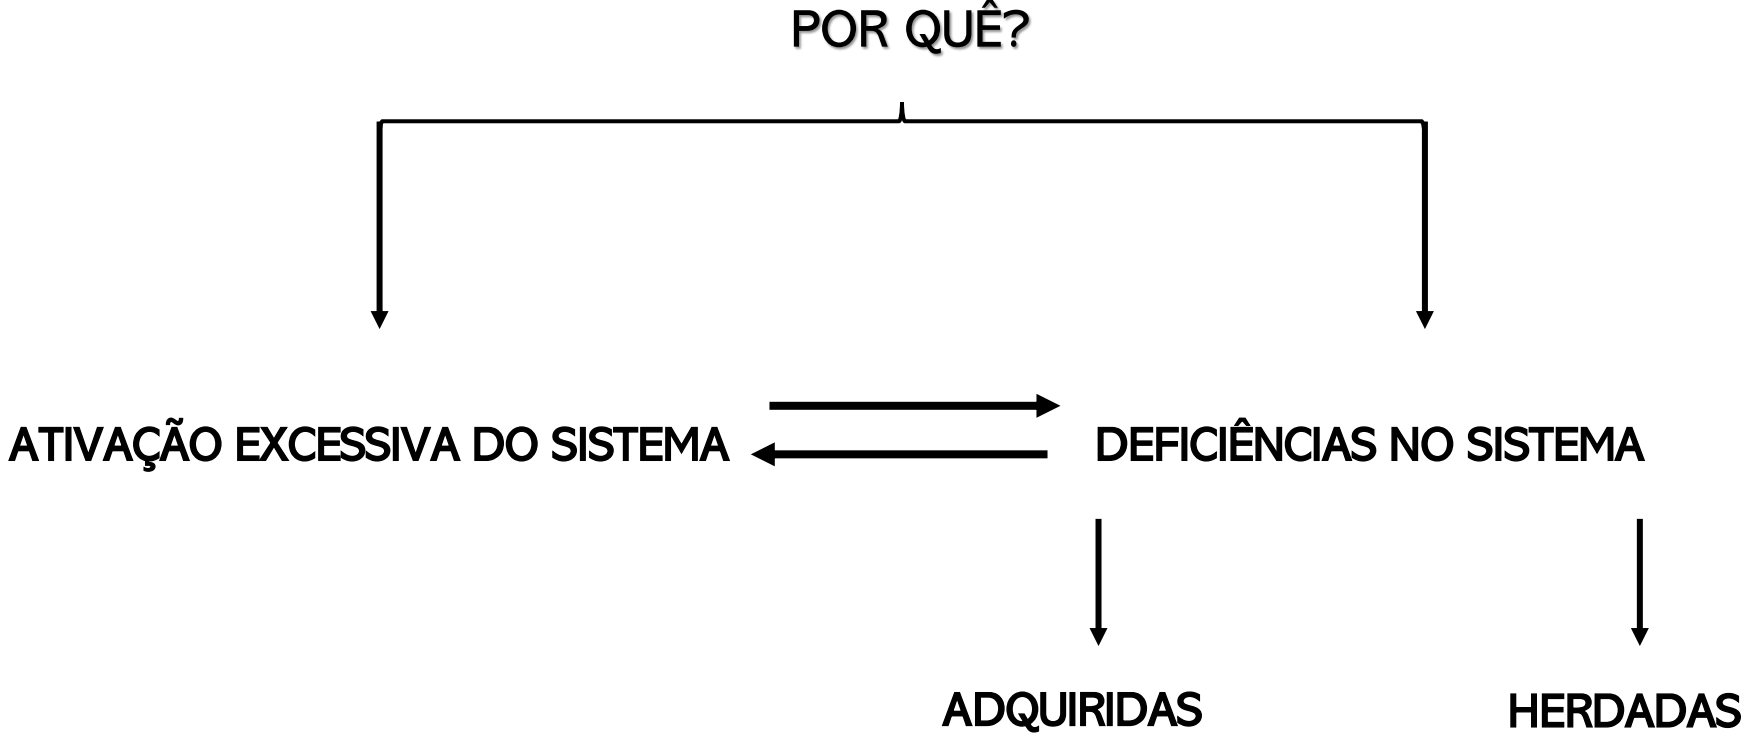 POR QUÊ?
ATIVAÇÃO EXCESSIVA DO SISTEMA
DEFICIÊNCIAS NO SISTEMA
ADQUIRIDAS
HERDADAS